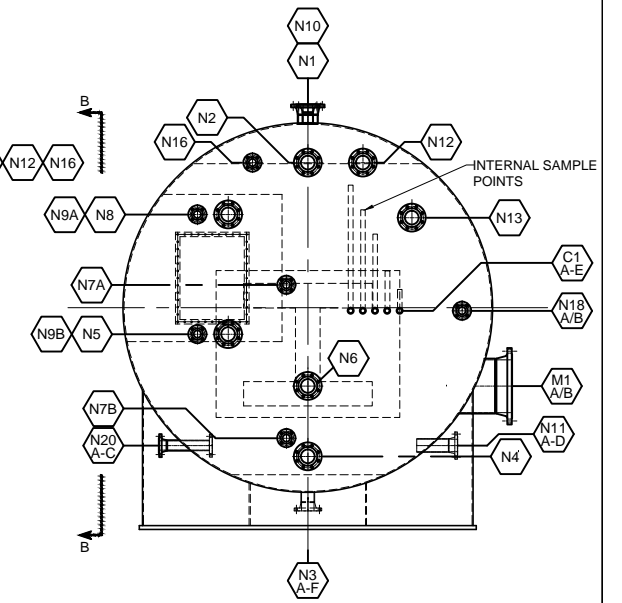 N10
N1
B
N2
N16
N12
N12 N16
INTERNAL SAMPLE
POINTS
N9A N8
N13
C1
A-E
N7A
N18
A/B
N9B N5
N6
M1
A/B
N7B
N20
A-C
N11
A-D
N4
B
N3
A-F